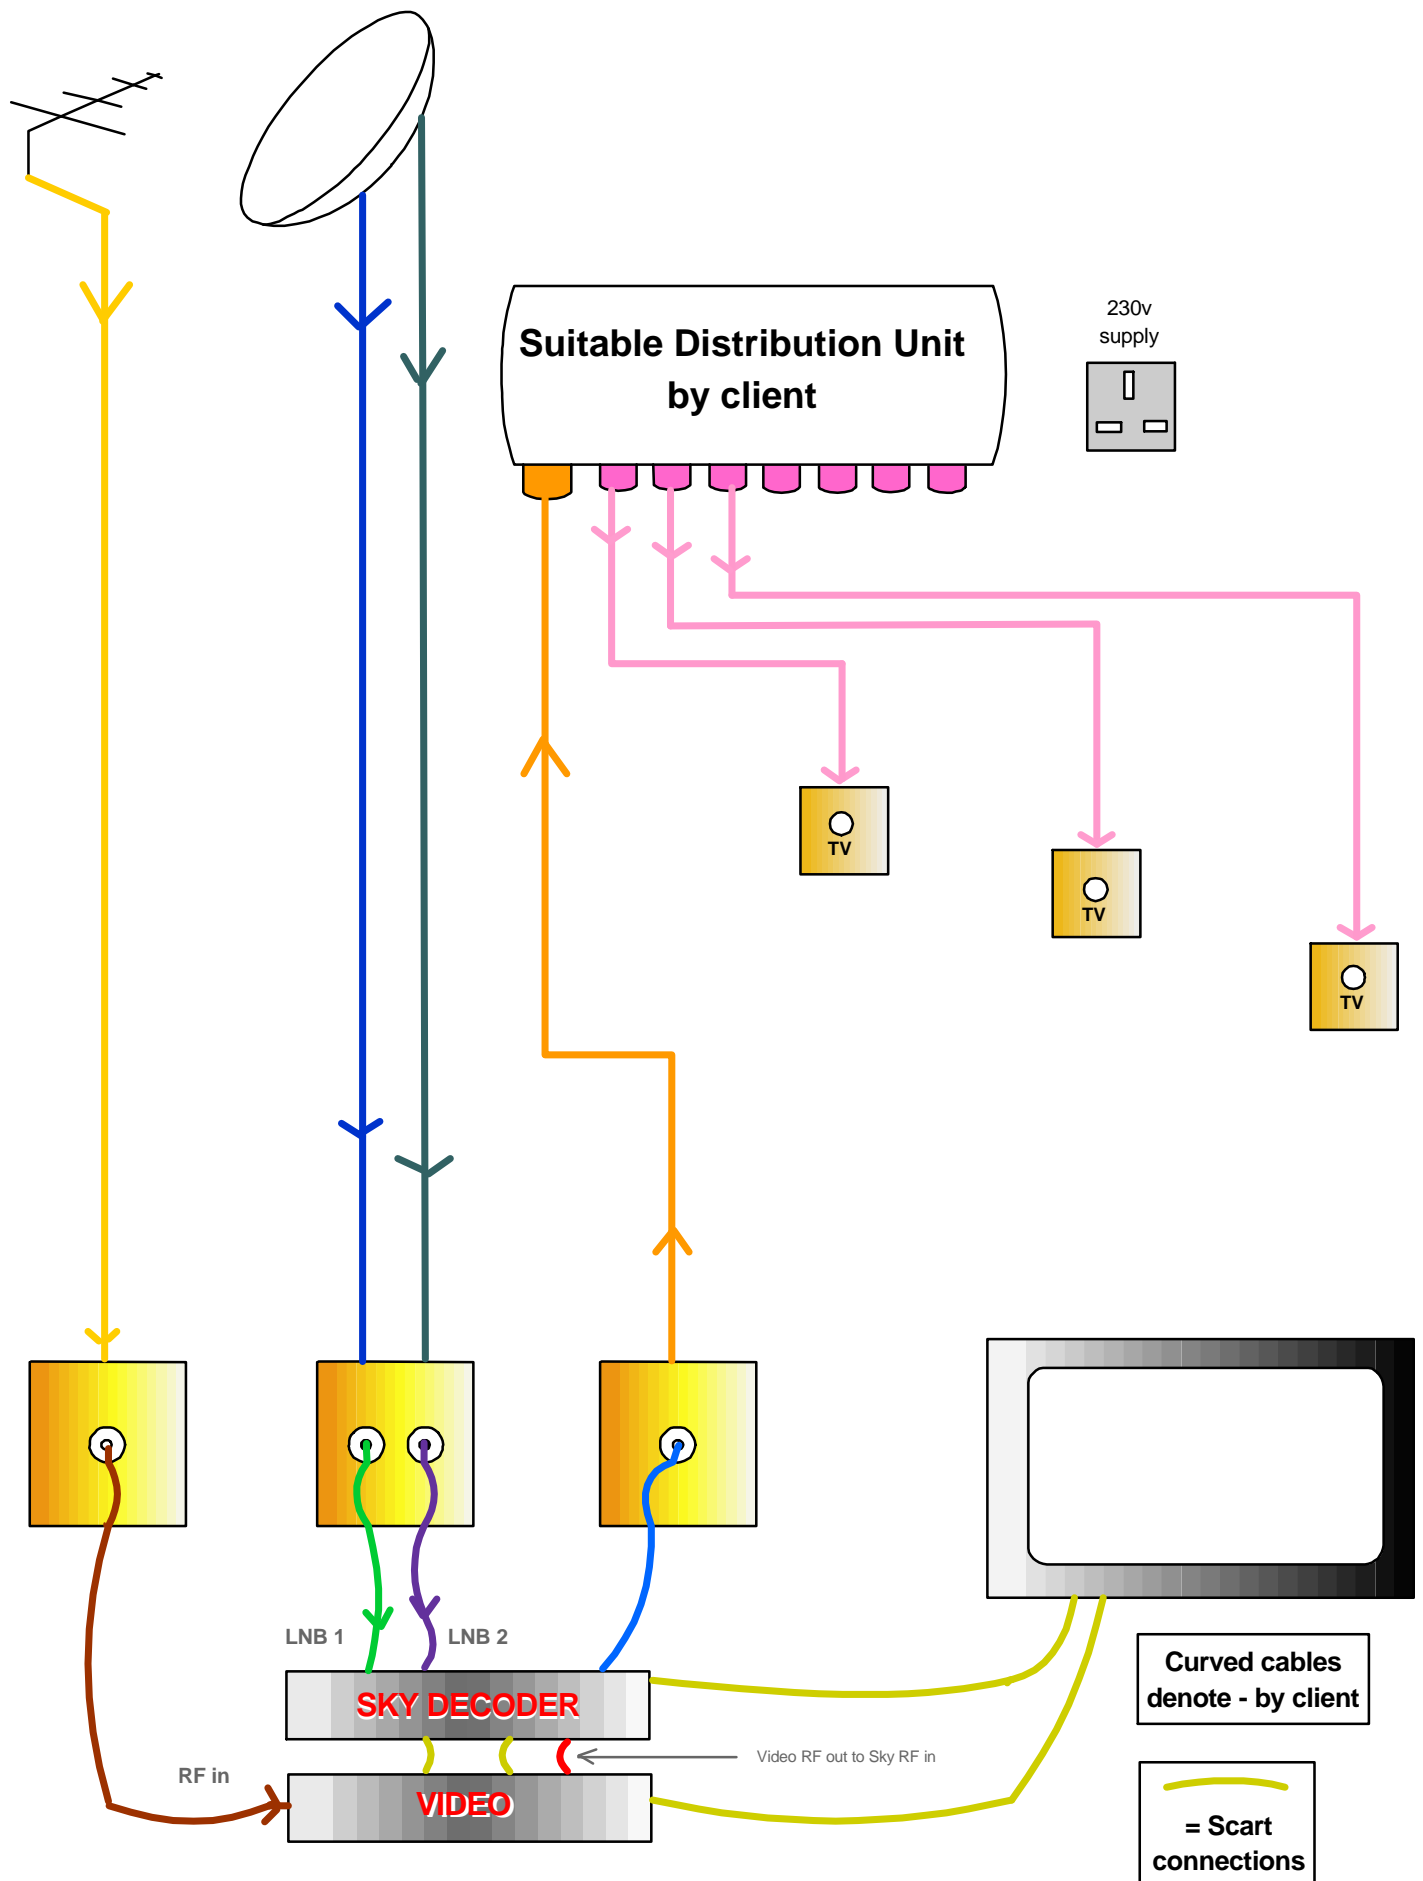 230v
supply
Suitable Distribution Unit
by client
TV
TV
TV
LNB 1
LNB 2
SKY DECODER
Curved cables
denote - by client
Video RF out to Sky RF in
RF in
VIDEO
= Scart
connections